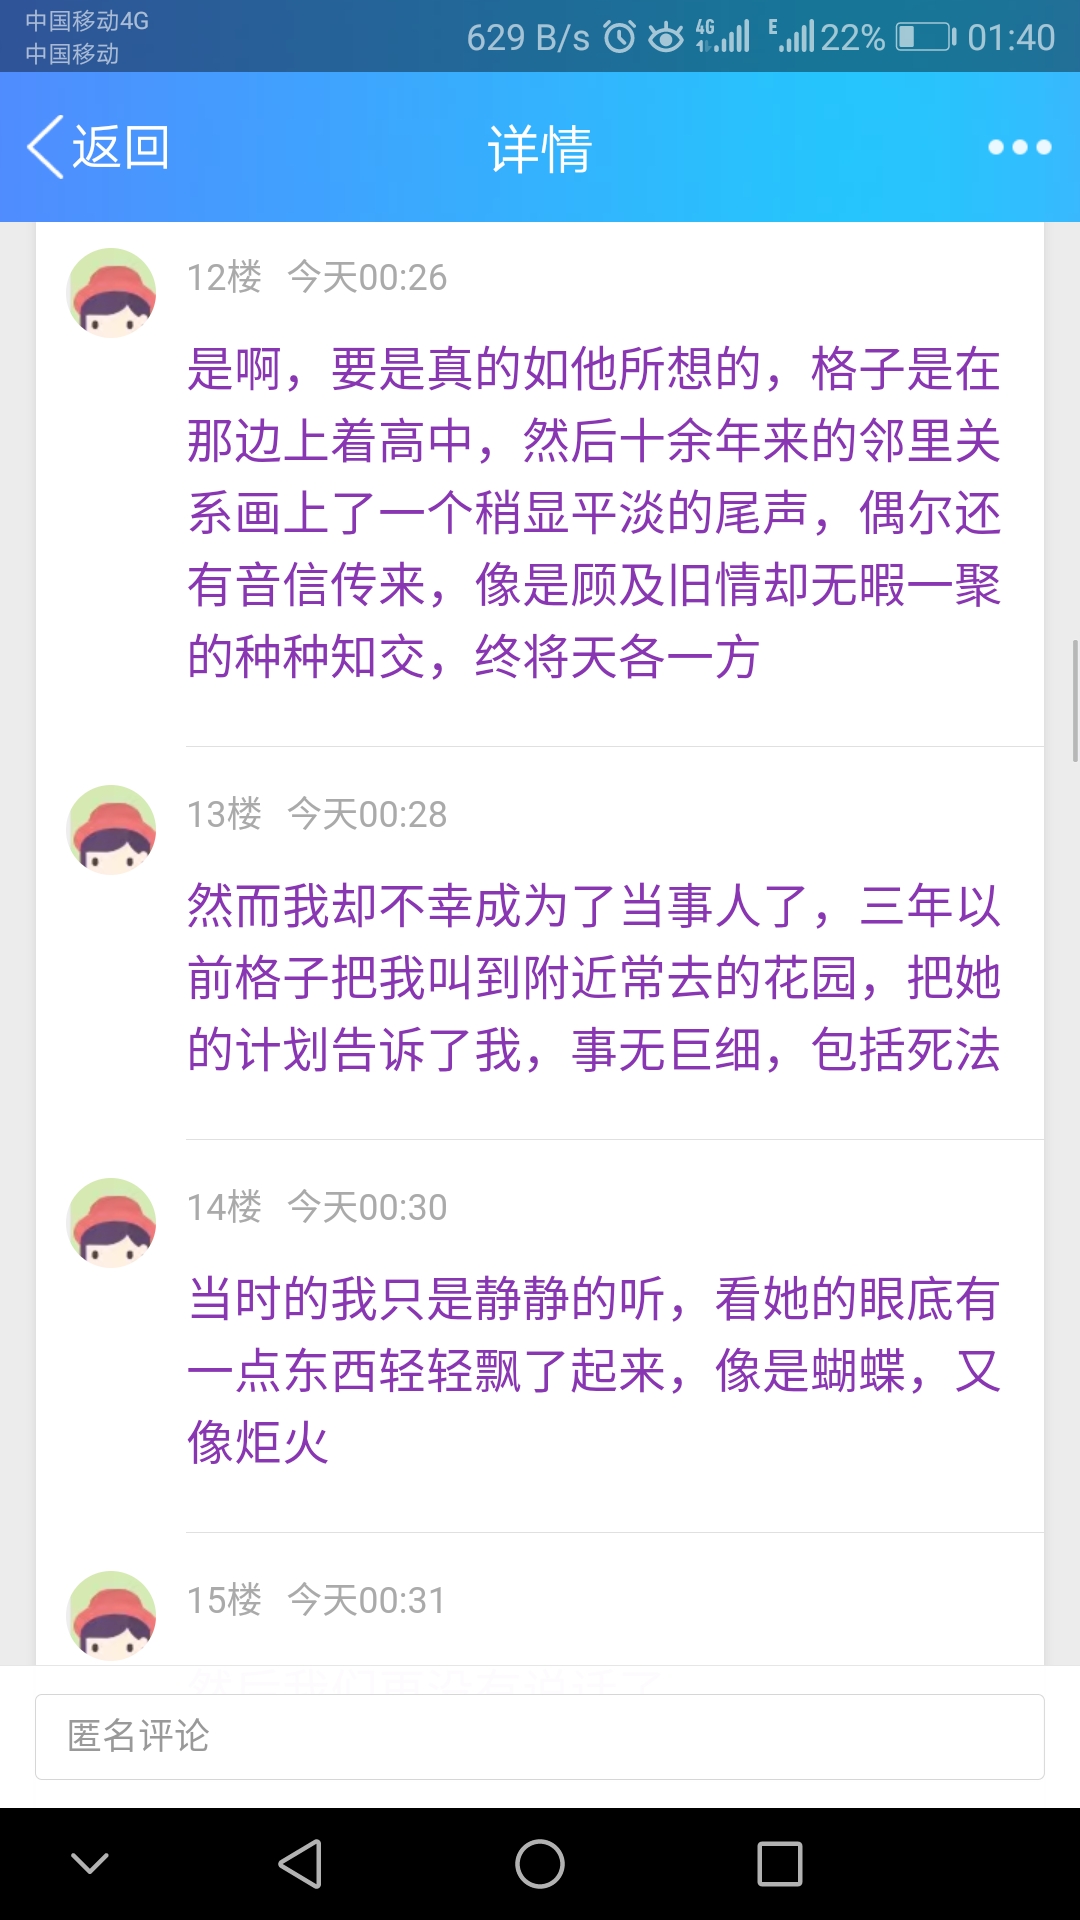 中国移动4G
中国移动
629 B/s 4G E 22% 01:40
返回 详情
12楼 今天00:26
是啊，要是真的如他所想的，格子是在
那边上着高中，然后十余年来的邻里关
系画上了一个稍显平淡的尾声，偶尔还
有音信传来，像是顾及旧情却无暇一聚
的种种知交，终将天各一方
13楼 今天00:28
然而我却不幸成为了当事人了，三年以
前格子把我叫到附近常去的花园，把她
的计划告诉了我，事无巨细，包括死法
14楼 今天00:30
当时的我只是静静的听，看她的眼底有
一点东西轻轻飘了起来，像是蝴蝶，又
像炬火
15楼 今天00:31
然后我们再没有说话了
匿名评论